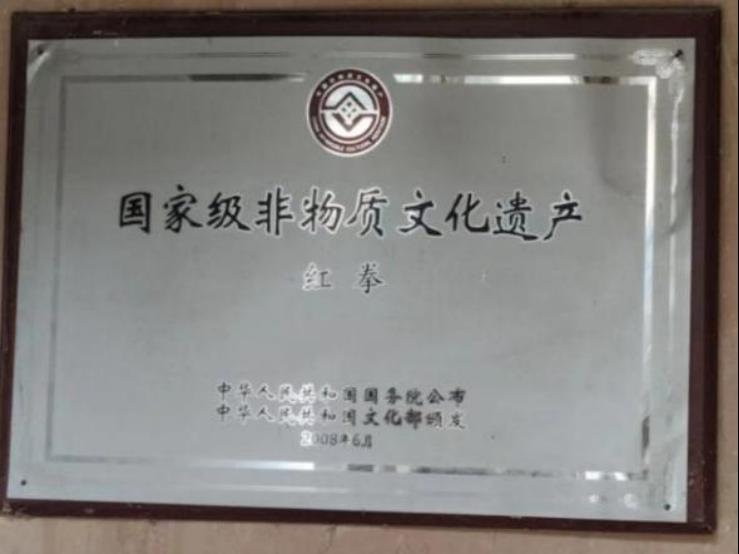 国家级非物质文化遗产
红拳
中华人民共和国国务院公布
中华人民共和国文化部颁发
2008年6月